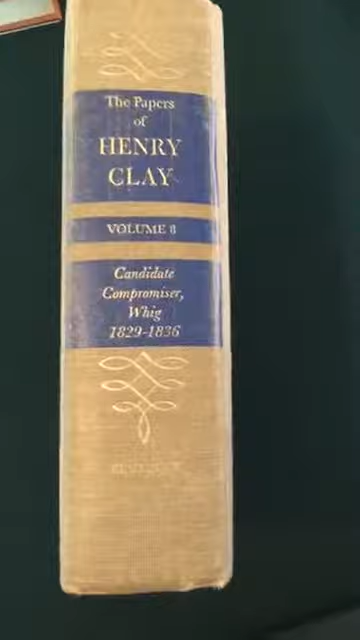 The Papers
of
HENRY
CLAY
VOLUME 8
Candidate
Compromiser,
Whig
1829-1836